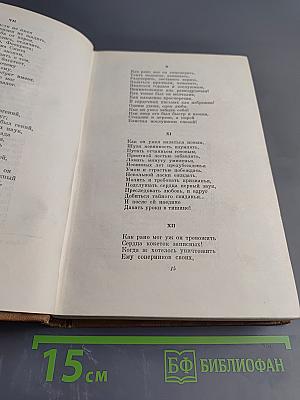 VII
X
Как рано мог он лицемерить,
Таить надежду, ревновать,
Разуверять, заставить верить,
Казаться мрачным, изнывать,
Являться гордым и послушным,
Внимательным иль равнодушным!
Как томно был он молчалив,
Как пламенно красноречив,
В сердечных письмах как небрежен!
Одним дыша, одно любя,
Как он умел забыть себя!
Как взор его был быстр и нежен,
Стыдлив и дерзок, а порой
Блистал послушною слезой!
XI
Как он умел казаться новым,
Шутя невинность изумлять,
Пугать отчаяньем готовым,
Приятной лестью забавлять,
Ловить минуту умиленья,
Невинных лет предубежденья
Умом и страстью побеждать,
Невольной ласки ожидать,
Молить и требовать признанья,
Подслушать сердца первый звук,
Преследовать любовь, и вдруг
Добиться тайного свиданья...
И после ей наедине
Давать уроки в тишине!
XII
Как рано мог уж он тревожить
Сердца кокеток записных!
Когда ж хотелось уничтожить
Ему соперников своих,
15
15 см
БФ БИБЛИОФАН